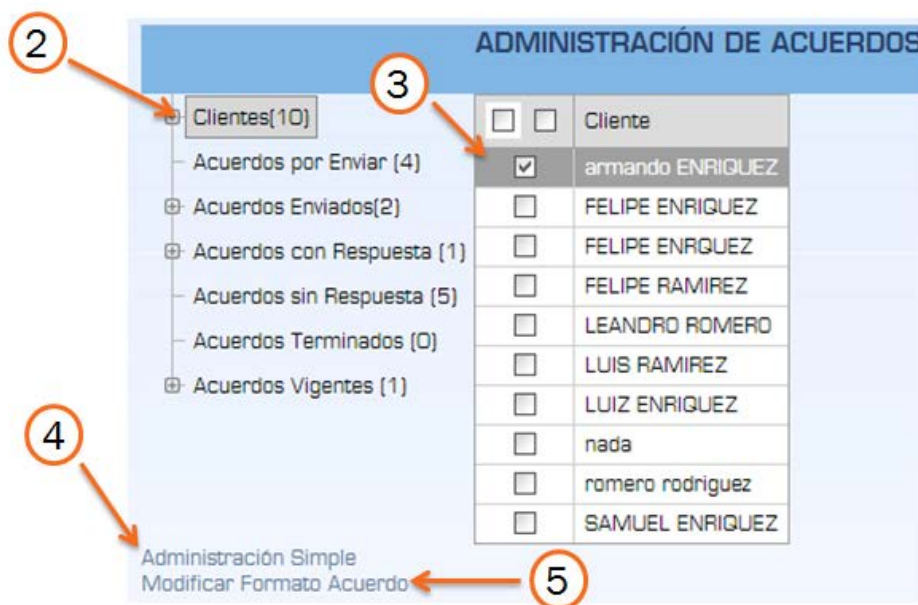 2
ADMINISTRACIÓN DE ACUERDOS
3
Clientes(10)
Acuerdos por Enviar (4)
Acuerdos Enviados(2)
Acuerdos con Respuesta (1)
Acuerdos sin Respuesta (5)
Acuerdos Terminados (0)
Acuerdos Vigentes (1)
Cliente
armando ENRIQUEZ
FELIPE ENRIQUEZ
FELIPE ENRQUEZ
FELIPE RAMIREZ
LEANDRO ROMERO
LUIS RAMIREZ
LUIZ ENRIQUEZ
nada
romero rodriguez
SAMUEL ENRIQUEZ
4
Administración Simple
Modificar Formato Acuerdo
5